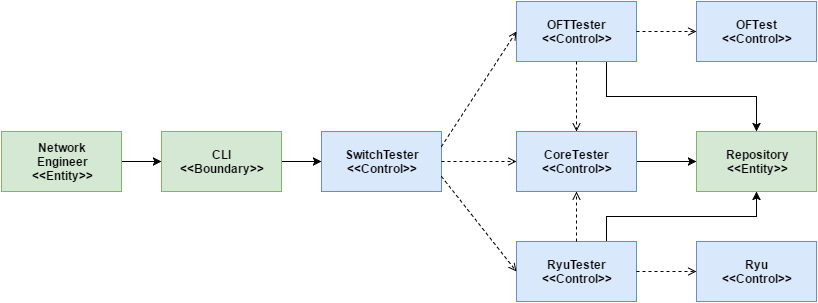 OFTTester
<<Control>>
OFTest
<<Control>>
Network
Engineer
<<Entity>>
CLI
<<Boundary>>
SwitchTester
<<Control>>
CoreTester
<<Control>>
Repository
<<Entity>>
RyuTester
<<Control>>
Ryu
<<Control>>